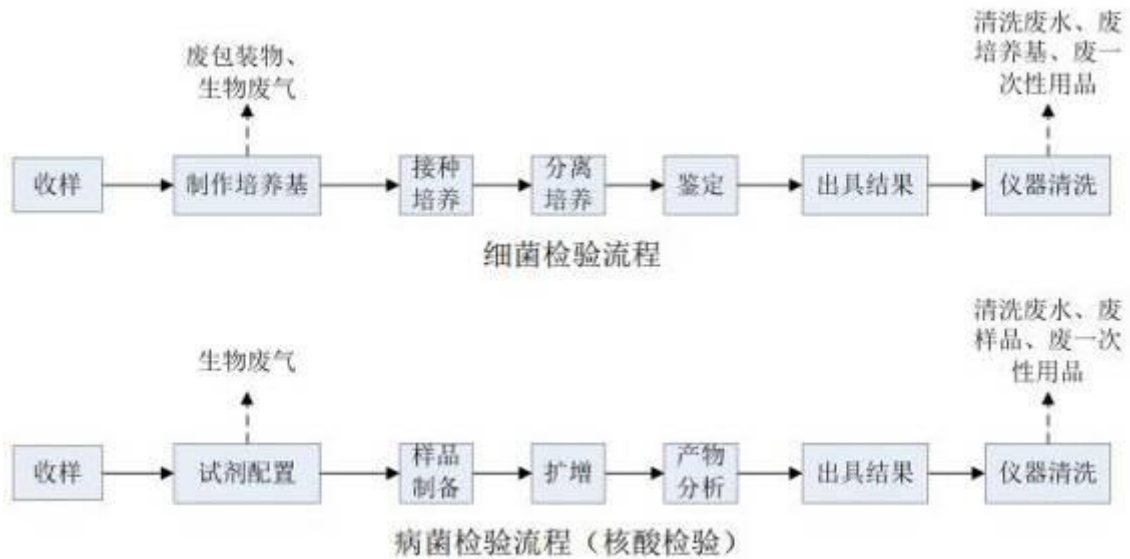 废包装物、
生物废气
清洗废水、废
培养基、废一
次性用品
收样
制作培养基
接种
培养
分离
培养
鉴定
出具结果
仪器清洗
细菌检验流程
生物废气
清洗废水、废
样品、废一次
性用品
收样
试剂配置
样品
制备
扩增
产物
分析
出具结果
仪器清洗
病菌检验流程（核酸检验）